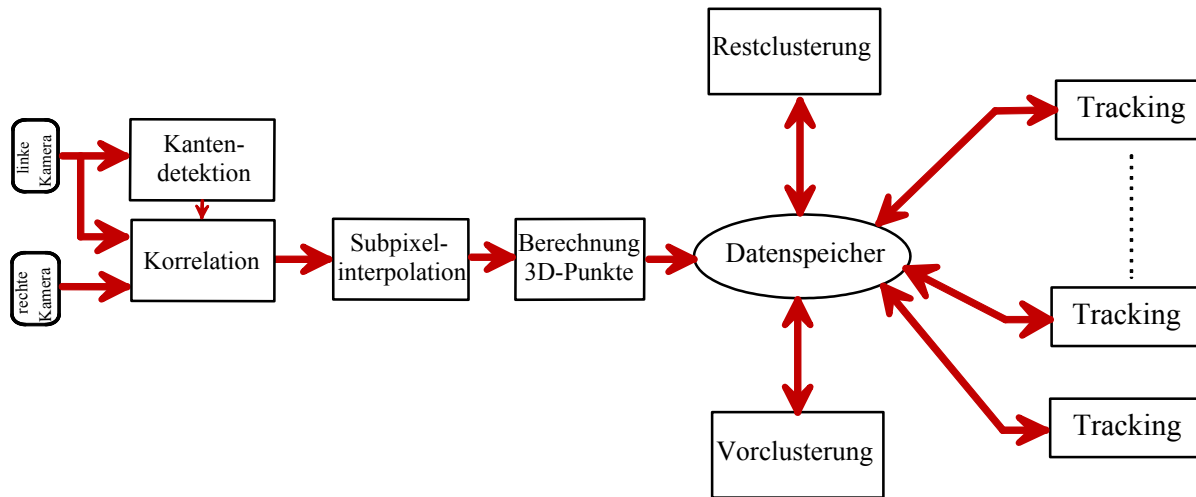 linke
Kamera
Kanten-
detektion
rechte
Kamera
Korrelation
Subpixel-
interpolation
Berechnung
3D-Punkte
Datenspeicher
Restclusterung
Vorclusterung
Tracking
Tracking
Tracking